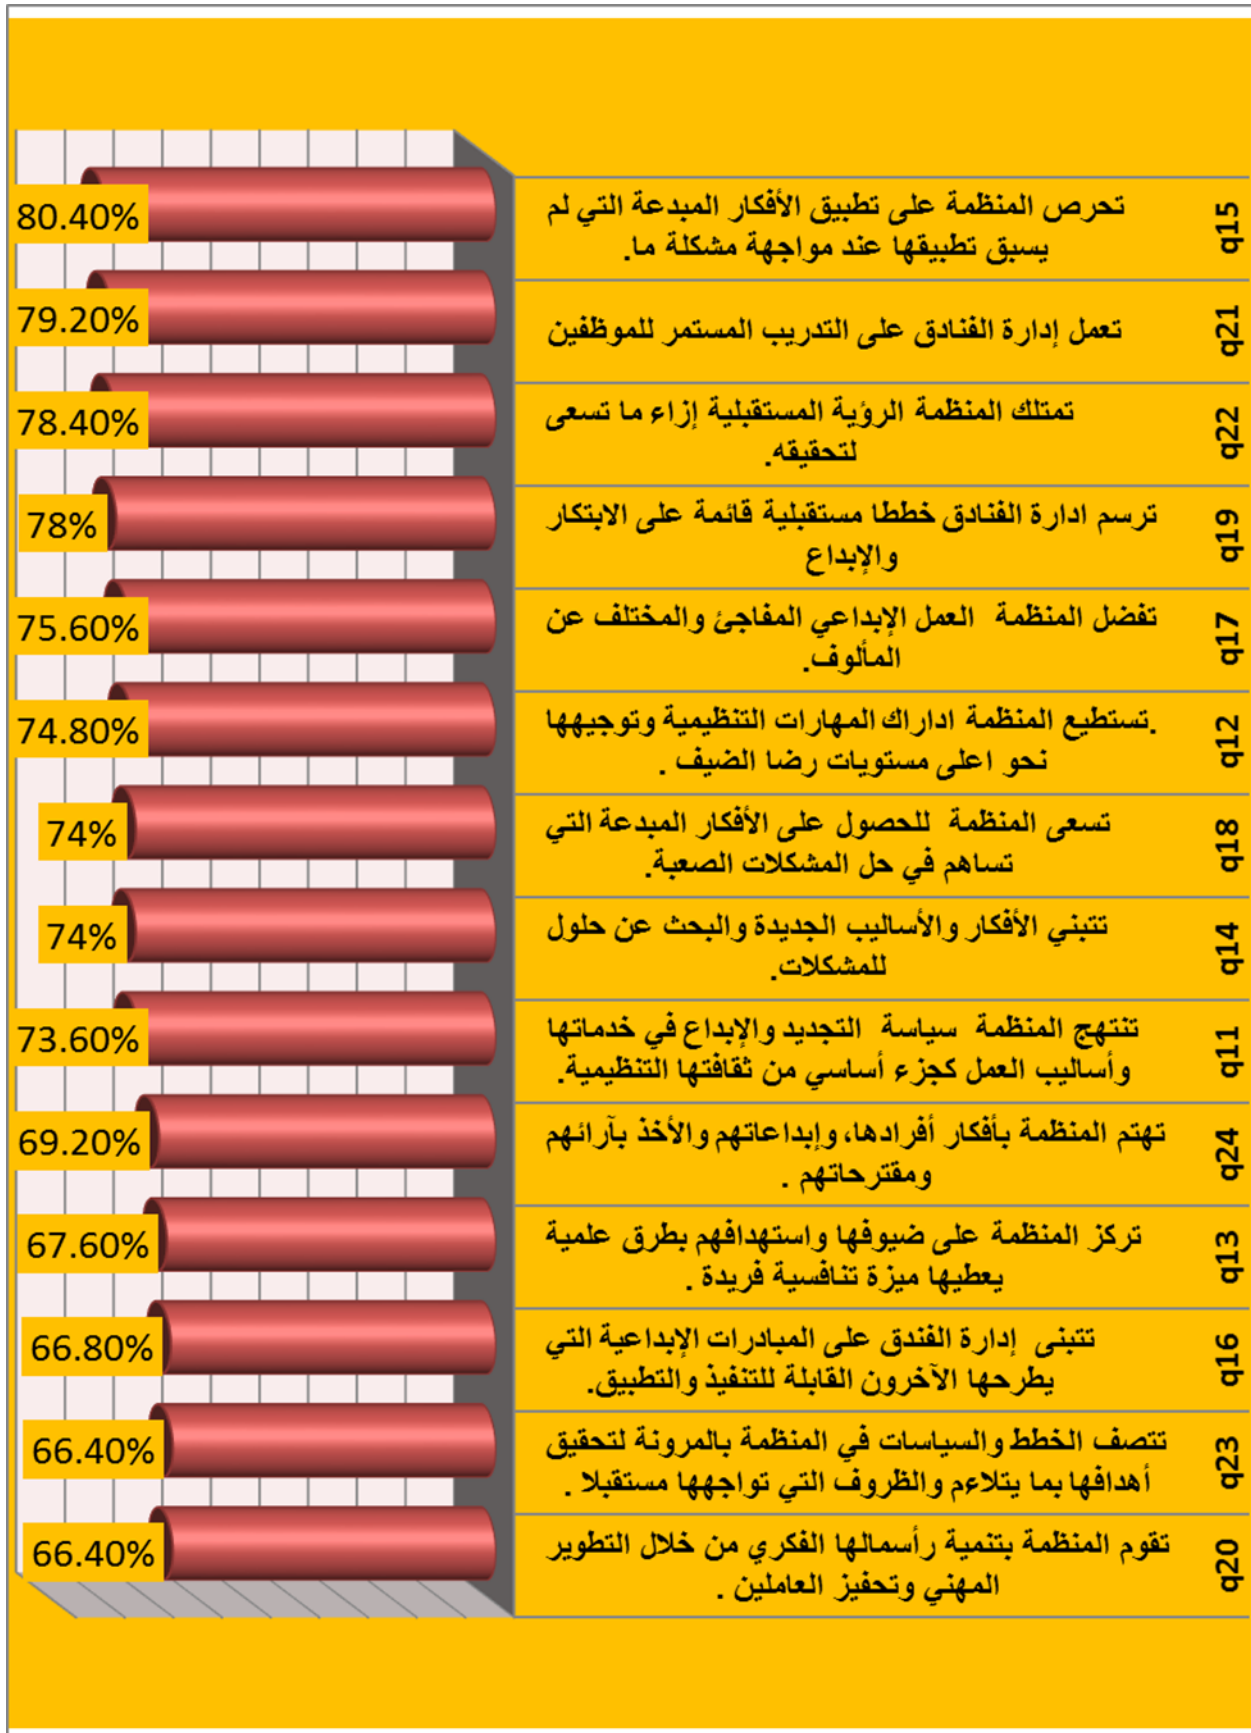 q15
تحرص المنظمة على تطبيق الأفكار المبدعة التي لم
يسبق تطبيقها عند مواجهة مشكلة ما.
80.40%
q21
تعمل إدارة الفنادق على التدريب المستمر للموظفين
79.20%
q22
تمتلك المنظمة الرؤية المستقبلية إزاء ما تسعى
لتحقيقه.
78.40%
q19
ترسم ادارة الفنادق خططا مستقبلية قائمة على الابتكار
والإبداع
78%
q17
تفضل المنظمة العمل الإبداعي المفاجئ والمختلف عن
المألوف.
75.60%
q12
.تستطيع المنظمة اداراك المهارات التنظيمية وتوجيهها
نحو اعلى مستويات رضا الضيف .
74.80%
q18
تسعى المنظمة للحصول على الأفكار المبدعة التي
تساهم في حل المشكلات الصعبة.
74%
q14
تتبني الأفكار والأساليب الجديدة والبحث عن حلول
للمشكلات.
74%
q11
تنتهج المنظمة سياسة التجديد والإبداع في خدماتها
وأساليب العمل كجزء أساسي من ثقافتها التنظيمية.
73.60%
q24
تهتم المنظمة بأفكار أفرادها، وإبداعاتهم والأخذ بآرائهم
ومقترحاتهم .
69.20%
q13
تركز المنظمة على ضيوفها واستهدافهم بطرق علمية
يعطيها ميزة تنافسية فريدة .
67.60%
q16
تتبنى إدارة الفندق على المبادرات الإبداعية التي
يطرحها الآخرون القابلة للتنفيذ والتطبيق.
66.80%
q23
تتصف الخطط والسياسات في المنظمة بالمرونة لتحقيق
أهدافها بما يتلاءم والظروف التي تواجهها مستقبلا .
66.40%
q20
تقوم المنظمة بتنمية رأسمالها الفكري من خلال التطوير
المهني وتحفيز العاملين .
66.40%